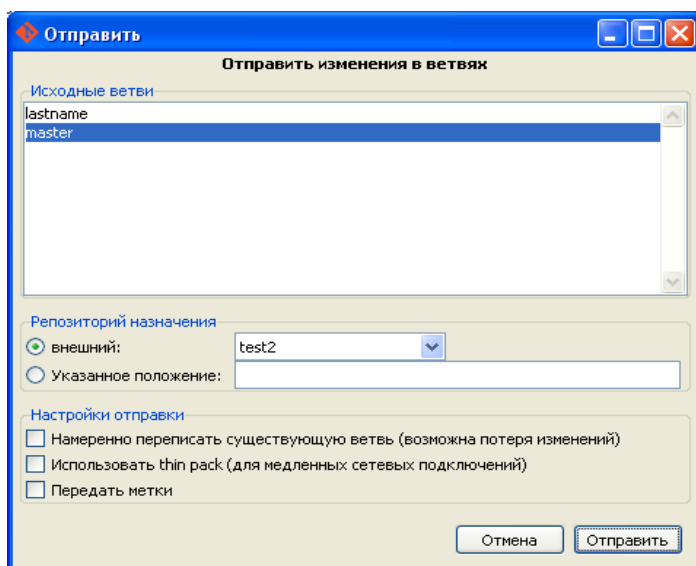 Отправить
Отправить изменения в ветвях
Исходные ветви
lastname
master
Репозиторий назначения
внешний: test2
Указанное положение:
Настройки отправки
Намеренно переписать существующую ветвь (возможна потеря изменений)
Использовать thin pack (для медленных сетевых подключений)
Передать метки
Отмена Отправить